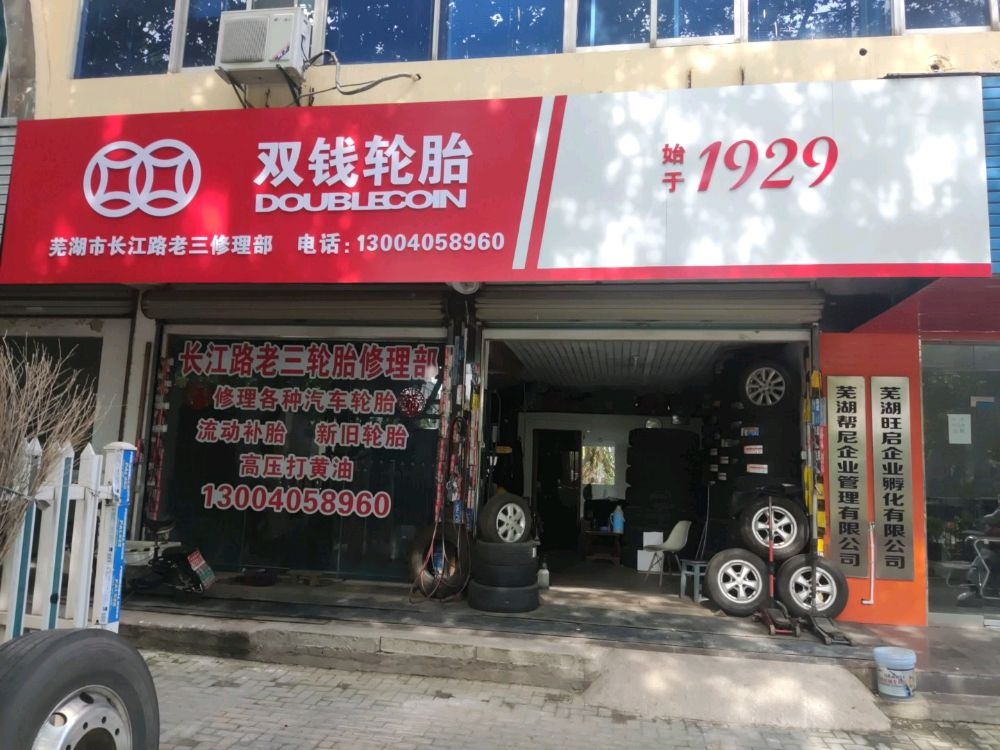 双钱轮胎
DOUBLECOIN
始于1929
芜湖市长江路老三修理部 电话:13004058960
长江路老三轮胎修理部
修理各种汽车轮胎
流动补胎 新旧轮胎
高压打黄油
13004058960
芜湖帮尼企业管理有限公司
芜湖旺启企业孵化有限公司